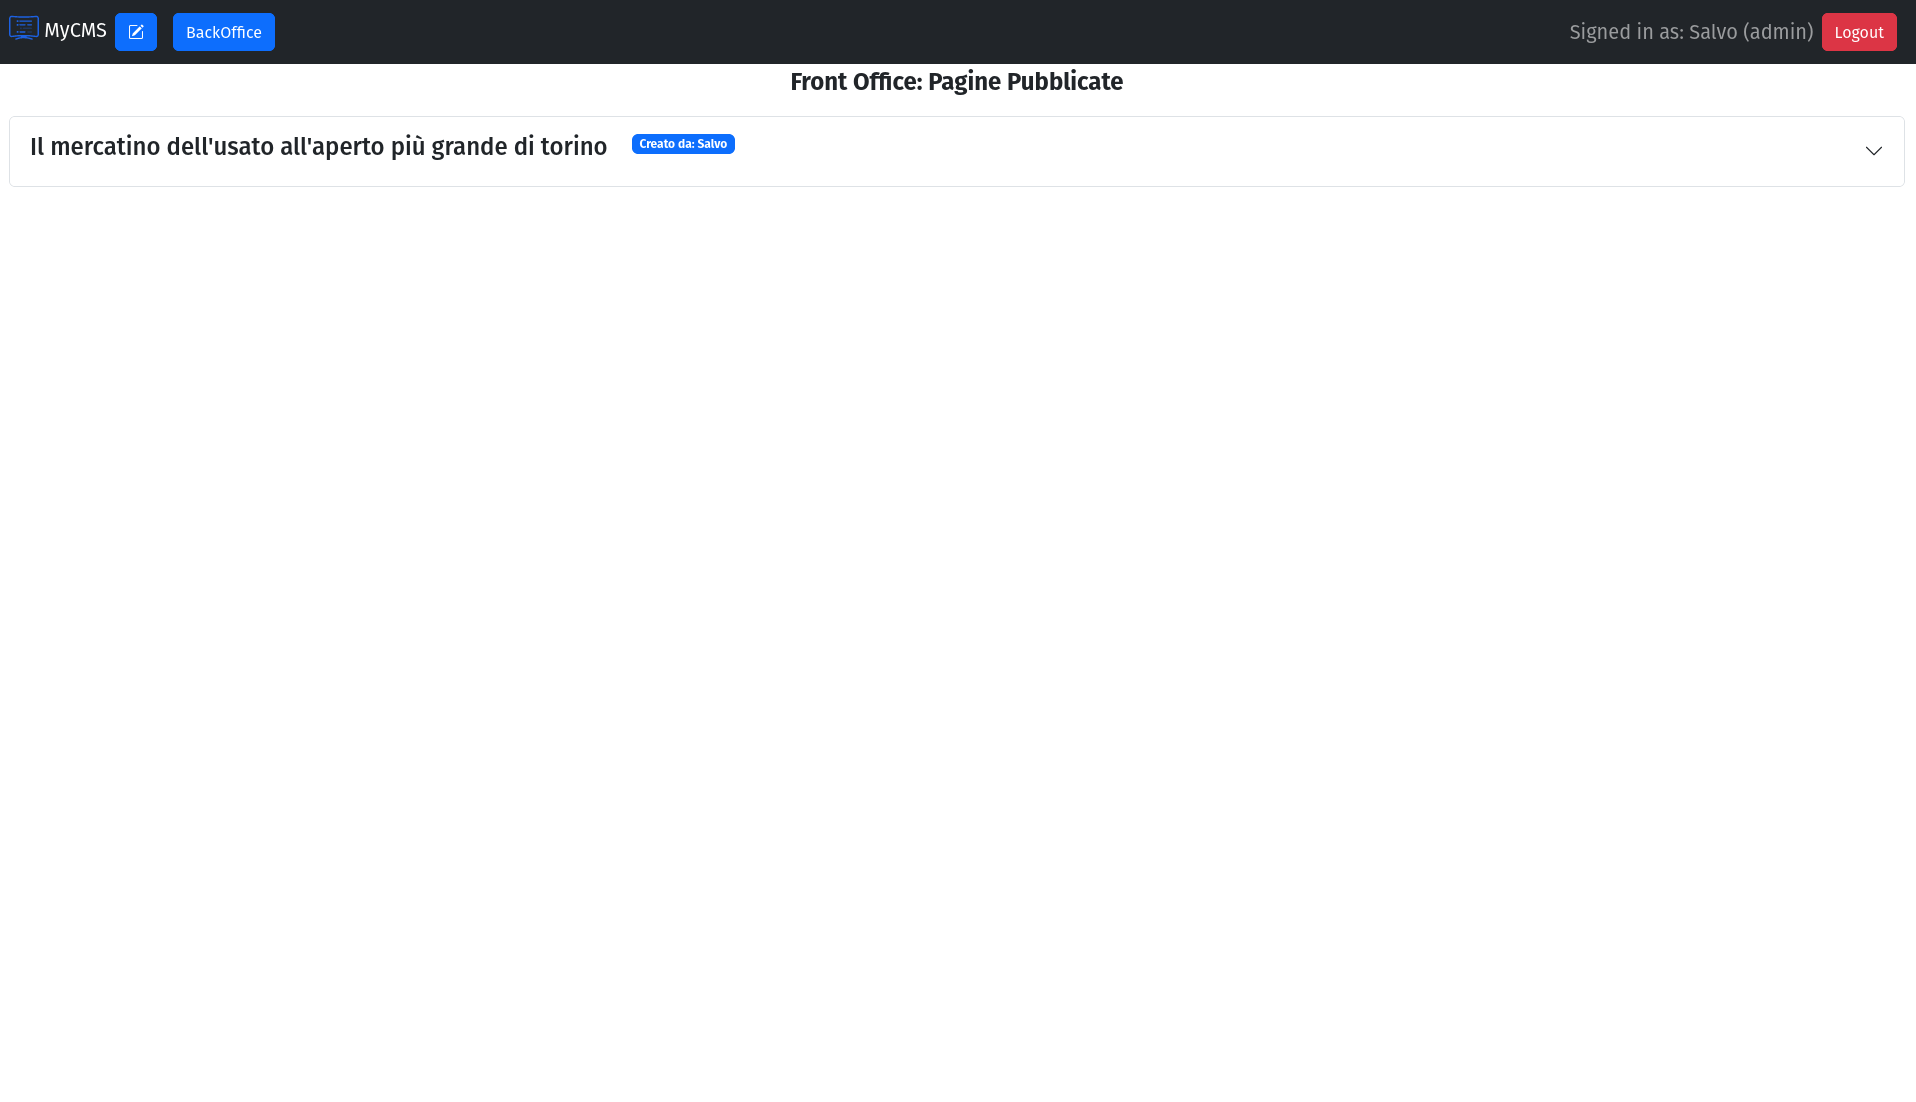 MyCMS BackOffice Signed in as: Salvo (admin) Logout
Front Office: Pagine Pubblicate
Il mercatino dell'usato all'aperto più grande di torino Creato da: Salvo